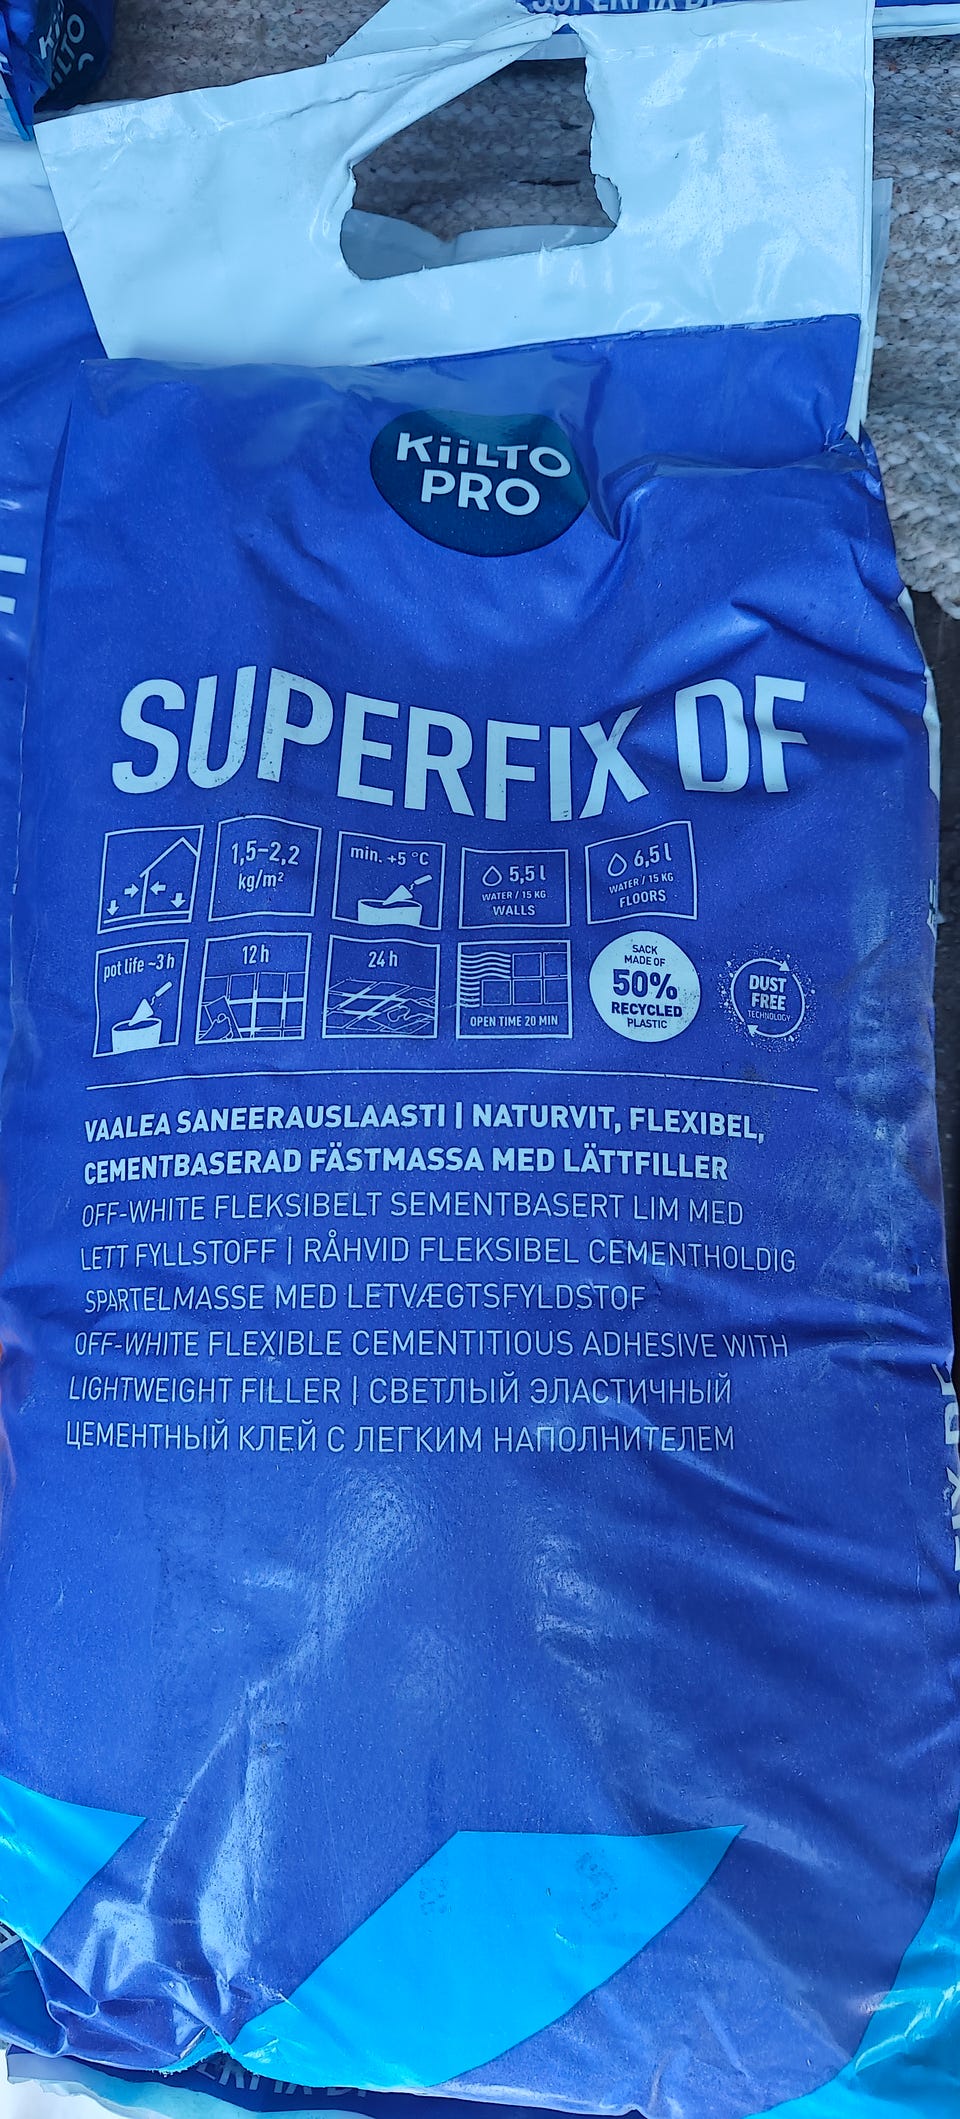 KiiLTO
PRO
SUPERFIX DF
1,5–2,2
kg/m²
min. +5 °C
5,5 l
WATER / 15 KG
WALLS
6,5 l
WATER / 15 KG
FLOORS
pot life ~3 h
12 h
24 h
OPEN TIME 20 MIN
SACK
MADE OF
50%
RECYCLED
PLASTIC
DUST
FREE
TECHNOLOGY
VAALEA SANEERAUSLAASTI | NATURVIT, FLEXIBEL,
CEMENTBASERAD FÄSTMASSA MED LÄTTFILLER
OFF-WHITE FLEKSIBELT SEMENTBASERT LIM MED
LETT FYLLSTOFF | RÅHVID FLEKSIBEL CEMENTHOLDIG
SPARTELMASSE MED LETVÆGTSFYLDSTOF
OFF-WHITE FLEXIBLE CEMENTITIOUS ADHESIVE WITH
LIGHTWEIGHT FILLER | СВЕТЛЫЙ ЭЛАСТИЧНЫЙ
ЦЕМЕНТНЫЙ КЛЕЙ С ЛЕГКИМ НАПОЛНИТЕЛЕМ